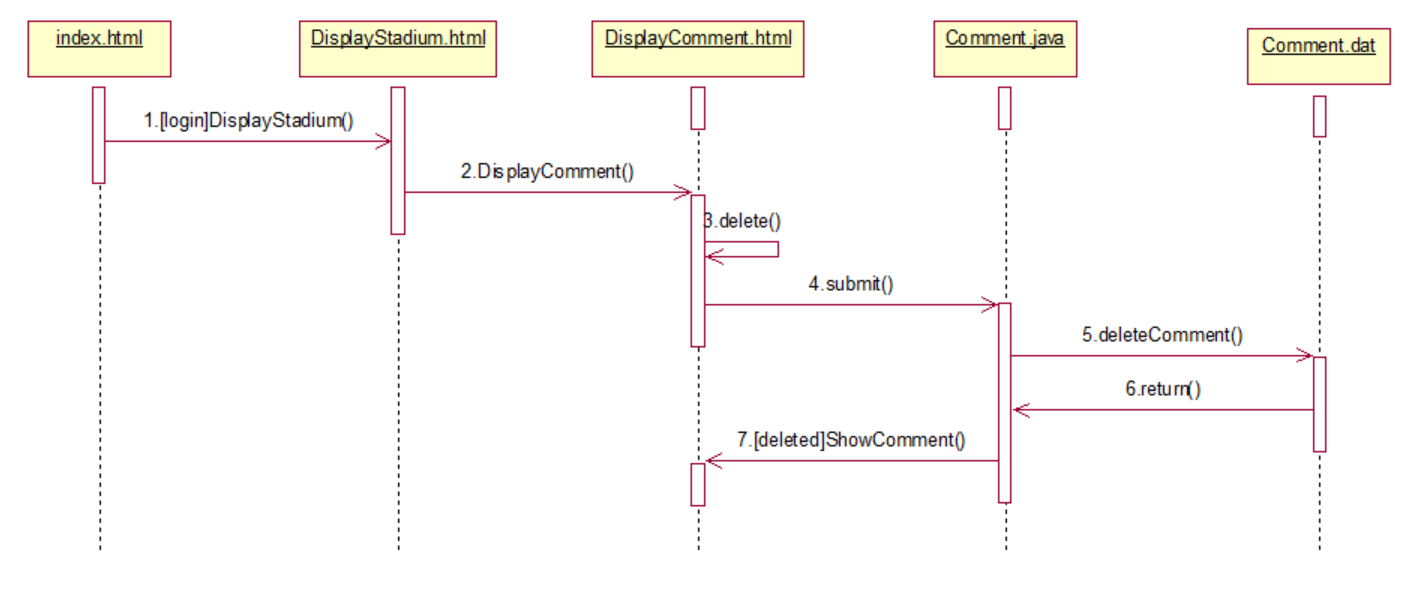 index.html
DisplayStadium.html
DisplayComment.html
Comment.java
Comment.dat
1.[login]DisplayStadium()
2.DisplayComment()
3.delete()
4.submit()
5.deleteComment()
6.return()
7.[deleted]ShowComment()